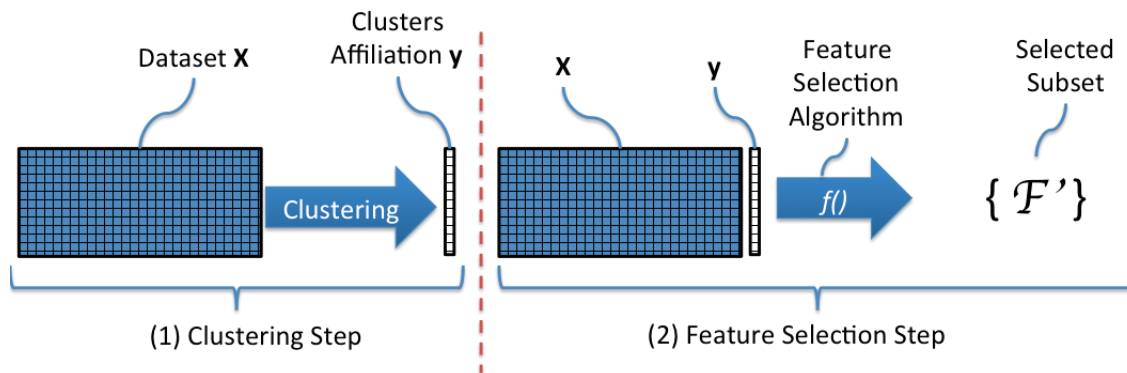 Dataset X
Clusters
Affiliation y
Clustering
(1) Clustering Step
X
y
Feature
Selection
Algorithm
f()
Selected
Subset
{ ℱ’ }
(2) Feature Selection Step